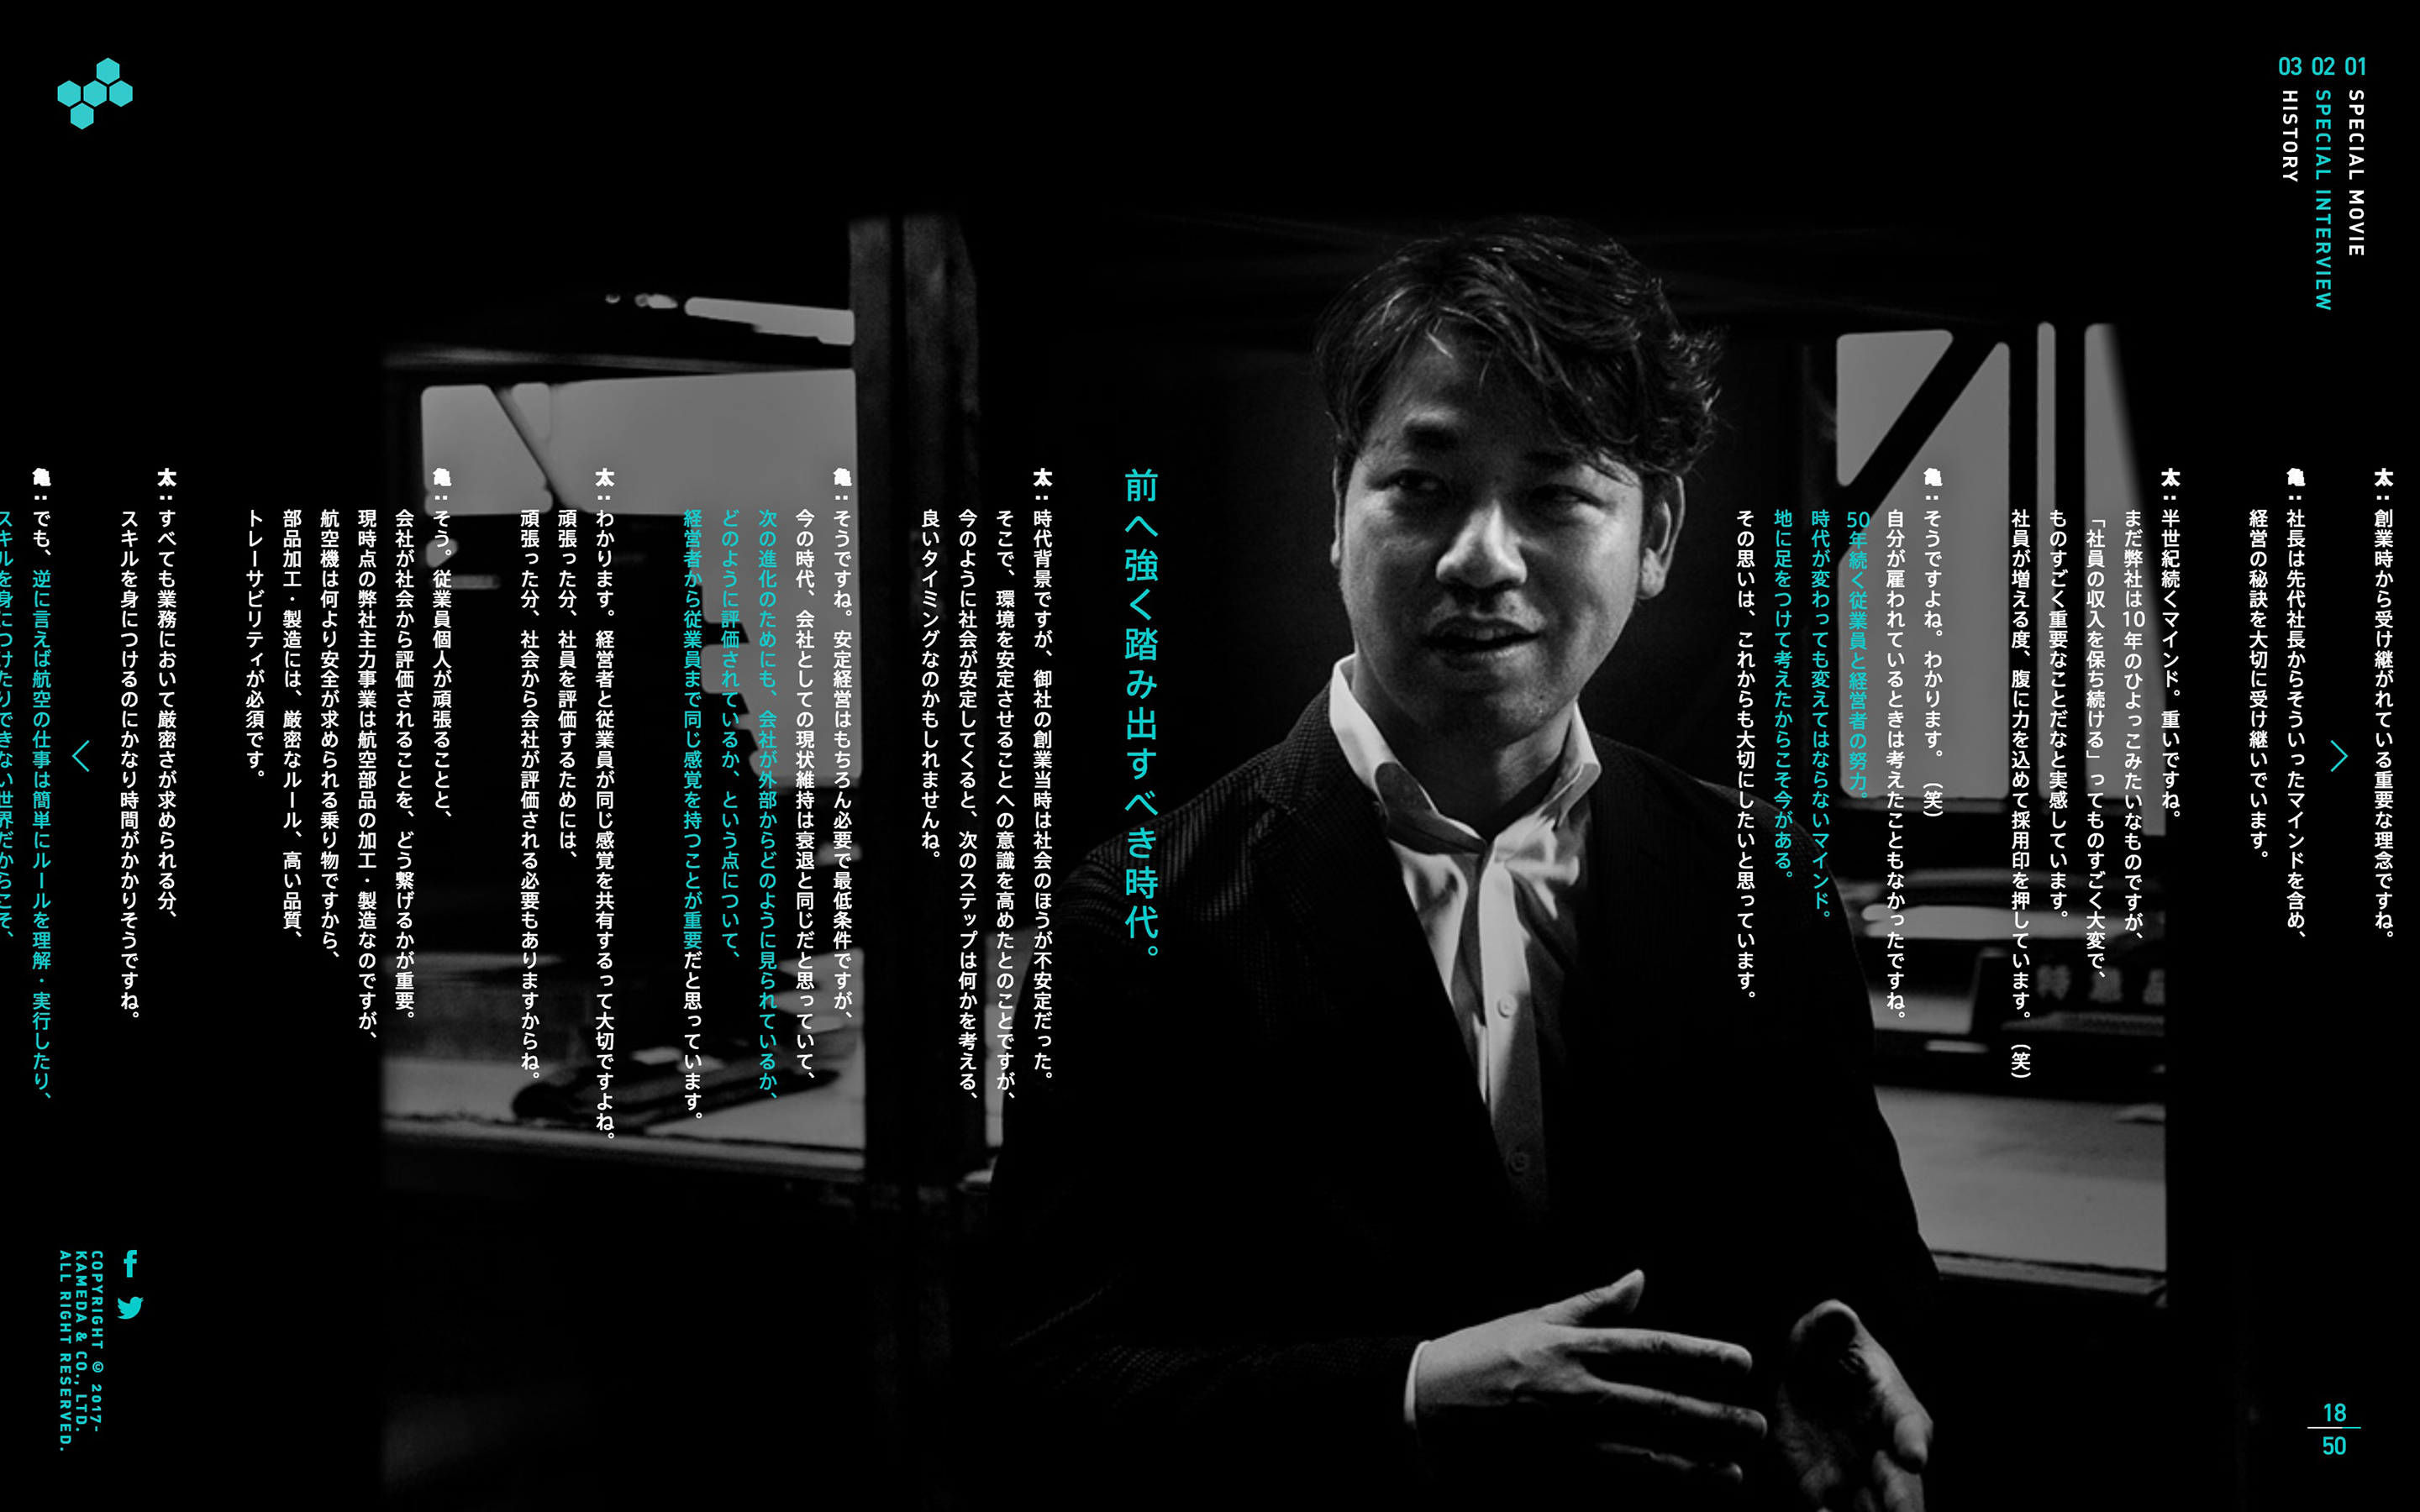 01 SPECIAL MOVIE
02 SPECIAL INTERVIEW
03 HISTORY
太：創業時から受け継がれている重要な理念ですね。
亀：社長は先代社長からそういったマインドを含め、
経営の秘訣を大切に受け継いでいます。
太：半世紀続くマインド。重いですね。
まだ弊社は10年のひよっこみたいなものですが、
「社員の収入を保ち続ける」ってものすごく大変で、
ものすごく重要なことだなと実感しています。
社員が増える度、腹に力を込めて採用印を押しています。（笑）
亀：そうですよね。わかります。（笑）
自分が雇われているときは考えたこともなかったですね。
50年続く従業員と経営者の努力。
時代が変わっても変えてはならないマインド。
地に足をつけて考えたからこそ今がある。
その思いは、これからも大切にしたいと思っています。
前へ強く踏み出すべき時代。
太：時代背景ですが、御社の創業当時は社会のほうが不安定だった。
そこで、環境を安定させることへの意識を高めたとのことですが、
今のように社会が安定してくると、次のステップは何かを考える、
良いタイミングなのかもしれませんね。
亀：そうですね。安定経営はもちろん必要で最低条件ですが、
今の時代、会社としての現状維持は衰退と同じだと思っていて、
次の進化のためにも、会社が外部からどのように見られているか、
どのように評価されているか、という点について、
経営者から従業員まで同じ感覚を持つことが重要だと思っています。
太：わかります。経営者と従業員が同じ感覚を共有するって大切ですよね。
頑張った分、社員を評価するためには、
頑張った分、社会から会社が評価される必要もありますからね。
亀：そう。従業員個人が頑張ることと、
会社が社会から評価されることを、どう繋げるかが重要。
現時点の弊社主力事業は航空部品の加工・製造なのですが、
航空機は何より安全が求められる乗り物ですから、
部品加工・製造には、厳密なルール、高い品質、
トレーサビリティが必須です。
太：すべても業務において厳密さが求められる分、
スキルを身につけるのにかなり時間がかかりそうですね。
亀：でも、逆に言えば航空の仕事は簡単にルールを理解・実行したり、
スキルを身につけたりできない世界だからこそ、
COPYRIGHT © 2017-
KAMEDA & CO., LTD.
ALL RIGHT RESERVED.
18
50